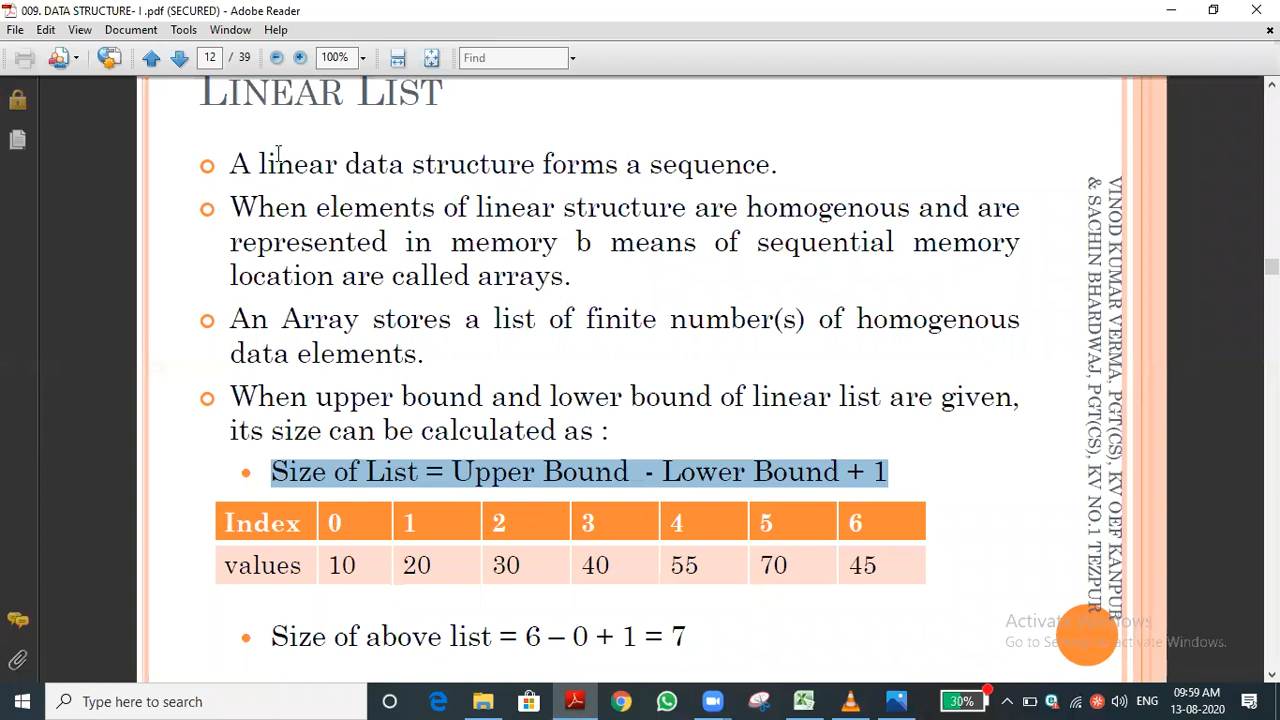 009. DATA STRUCTURE- I .pdf (SECURED) - Adobe Reader
File Edit View Document Tools Window Help
12 / 39 100% Find
LINEAR LIST
A linear data structure forms a sequence.
When elements of linear structure are homogenous and are
represented in memory b means of sequential memory
location are called arrays.
An Array stores a list of finite number(s) of homogenous
data elements.
When upper bound and lower bound of linear list are given,
its size can be calculated as :
Size of List = Upper Bound - Lower Bound + 1
Index 0 1 2 3 4 5 6
values 10 20 30 40 55 70 45
Size of above list = 6 – 0 + 1 = 7
VINOD KUMAR VERMA, PGT(CS), KV OEF KANPUR
& SACHIN BHARDWAJ, PGT(CS), KV NO.1 TEZPUR
Activate Windows
Go to Settings to activate Windows.
Type here to search
30%
ENG
09:59 AM
13-08-2020